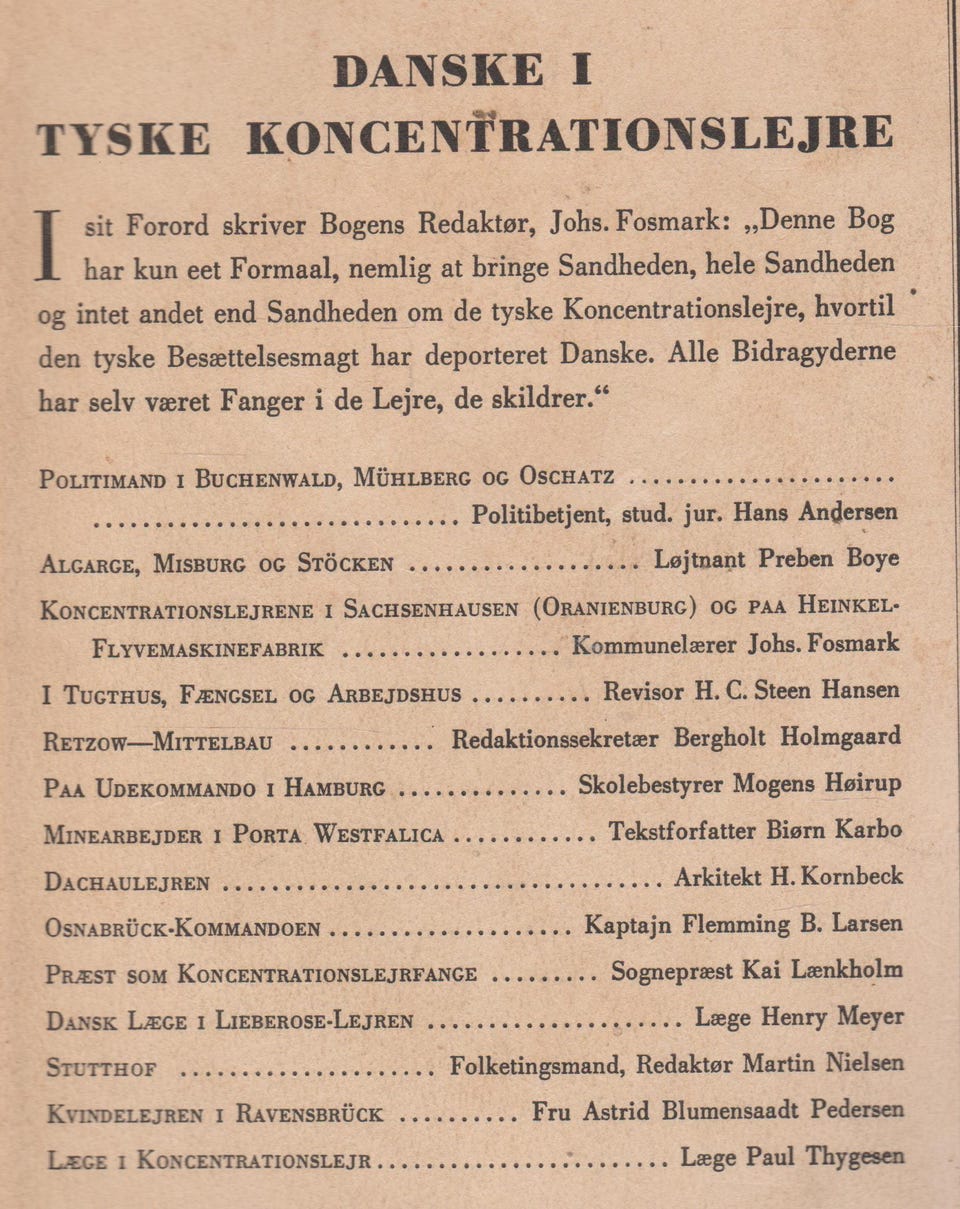 DANSKE I
TYSKE KONCENTRATIONSLEJRE
I sit Forord skriver Bogens Redaktør, Johs. Fosmark: „Denne Bog
har kun eet Formaal, nemlig at bringe Sandheden, hele Sandheden
og intet andet end Sandheden om de tyske Koncentrationslejre, hvortil
den tyske Besættelsesmagt har deporteret Danske. Alle Bidragyderne
har selv været Fanger i de Lejre, de skildrer.“
POLITIMAND I BUCHENWALD, MÜHLBERG OG OSCHATZ ......................
.............................. Politibetjent, stud. jur. Hans Andersen
ALGARGE, MISBURG OG STÖCKEN ................... Løjtnant Preben Boye
KONCENTRATIONSLEJRENE I SACHSENHAUSEN (ORANIENBURG) OG PAA HEINKEL-
FLYVEMASKINEFABRIK .................. Kommunelærer Johs. Fosmark
I TUGTHUS, FÆNGSEL OG ARBEJDSHUS .......... Revisor H. C. Steen Hansen
RETZOW—MITTELBAU ............ Redaktionssekretær Bergholt Holmgaard
PAA UDEKOMMANDO I HAMBURG .............. Skolebestyrer Mogens Høirup
MINEARBEJDER I PORTA WESTFALICA ............ Tekstforfatter Biørn Karbo
DACHAULEJREN .................................... Arkitekt H. Kornbeck
OSNABRÜCK-KOMMANDOEN .................... Kaptajn Flemming B. Larsen
PRÆST SOM KONCENTRATIONSLEJRFANGE ......... Sognepræst Kai Lænkholm
DANSK LÆGE I LIEBEROSE-LEJREN ..................... Læge Henry Meyer
STUTTHOF ..................... Folketingsmand, Redaktør Martin Nielsen
KVINDELEJREN I RAVENSBRÜCK .......... Fru Astrid Blumensaadt Pedersen
LÆGE I KONCENTRATIONSLEJR ........................ Læge Paul Thygesen